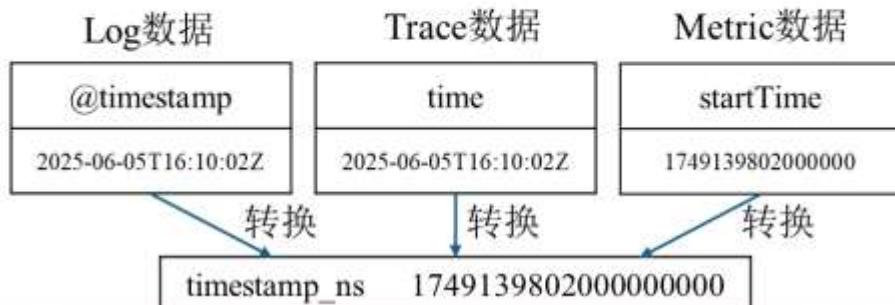 Log数据 Trace数据 Metric数据
@timestamp time startTime
2025-06-05T16:10:02Z 2025-06-05T16:10:02Z 1749139802000000
转换 转换 转换
timestamp_ns 1749139802000000000